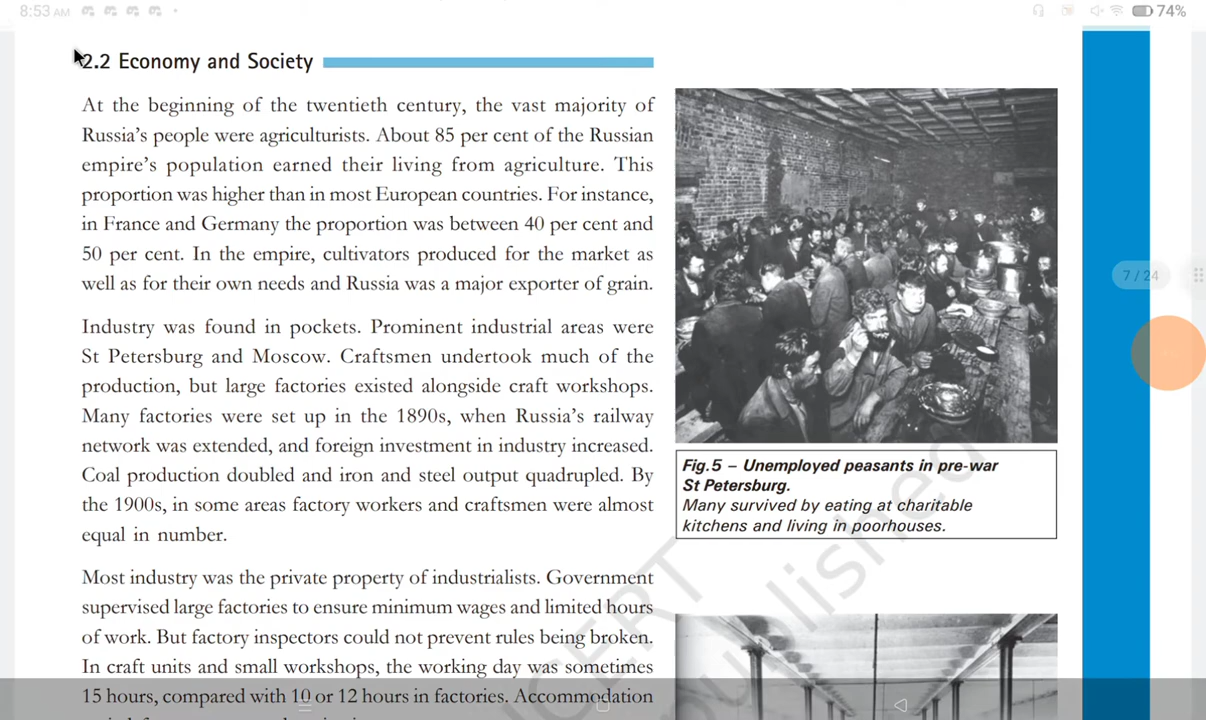 8:53 AM
74%
2.2 Economy and Society
At the beginning of the twentieth century, the vast majority of
Russia's people were agriculturists. About 85 per cent of the Russian
empire's population earned their living from agriculture. This
proportion was higher than in most European countries. For instance,
in France and Germany the proportion was between 40 per cent and
50 per cent. In the empire, cultivators produced for the market as
well as for their own needs and Russia was a major exporter of grain.
Industry was found in pockets. Prominent industrial areas were
St Petersburg and Moscow. Craftsmen undertook much of the
production, but large factories existed alongside craft workshops.
Many factories were set up in the 1890s, when Russia's railway
network was extended, and foreign investment in industry increased.
Coal production doubled and iron and steel output quadrupled. By
the 1900s, in some areas factory workers and craftsmen were almost
equal in number.
Most industry was the private property of industrialists. Government
supervised large factories to ensure minimum wages and limited hours
of work. But factory inspectors could not prevent rules being broken.
In craft units and small workshops, the working day was sometimes
15 hours, compared with 10 or 12 hours in factories. Accommodation
Fig.5 – Unemployed peasants in pre-war
St Petersburg.
Many survived by eating at charitable
kitchens and living in poorhouses.
7 / 24
NCERT
published